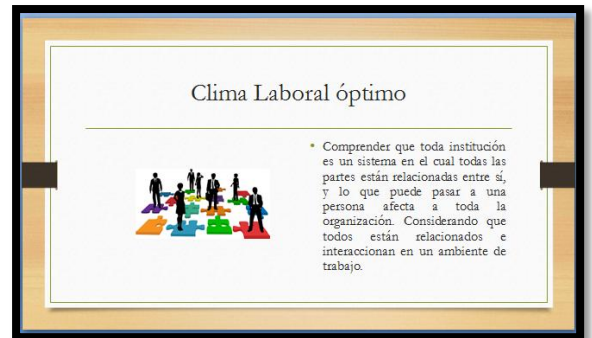 Clima Laboral óptimo
• Comprender que toda institución
es un sistema en el cual todas las
partes están relacionadas entre sí,
y lo que puede pasar a una
persona afecta a toda la
organización. Considerando que
todos están relacionados e
interaccionan en un ambiente de
trabajo.